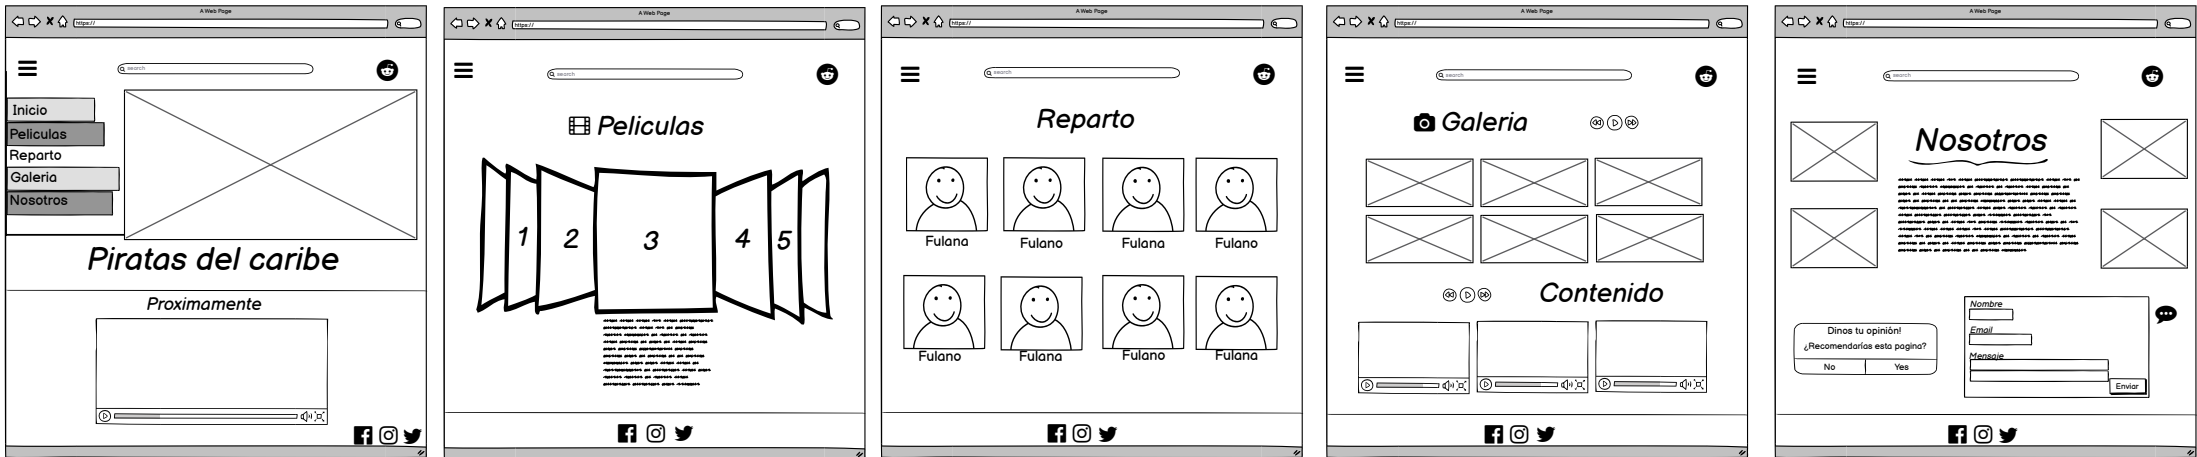 A Web Page
https://
search
Inicio
Peliculas
Reparto
Galeria
Nosotros
Piratas del caribe
Proximamente
A Web Page
https://
search
Peliculas
1 2 3 4 5
A Web Page
https://
search
Reparto
Fulana Fulano Fulana Fulano
Fulano Fulana Fulano Fulana
A Web Page
https://
search
Galeria
Contenido
A Web Page
https://
search
Nosotros
Dinos tu opinión!
¿Recomendarías esta pagina?
No Yes
Nombre
Email
Mensaje
Enviar